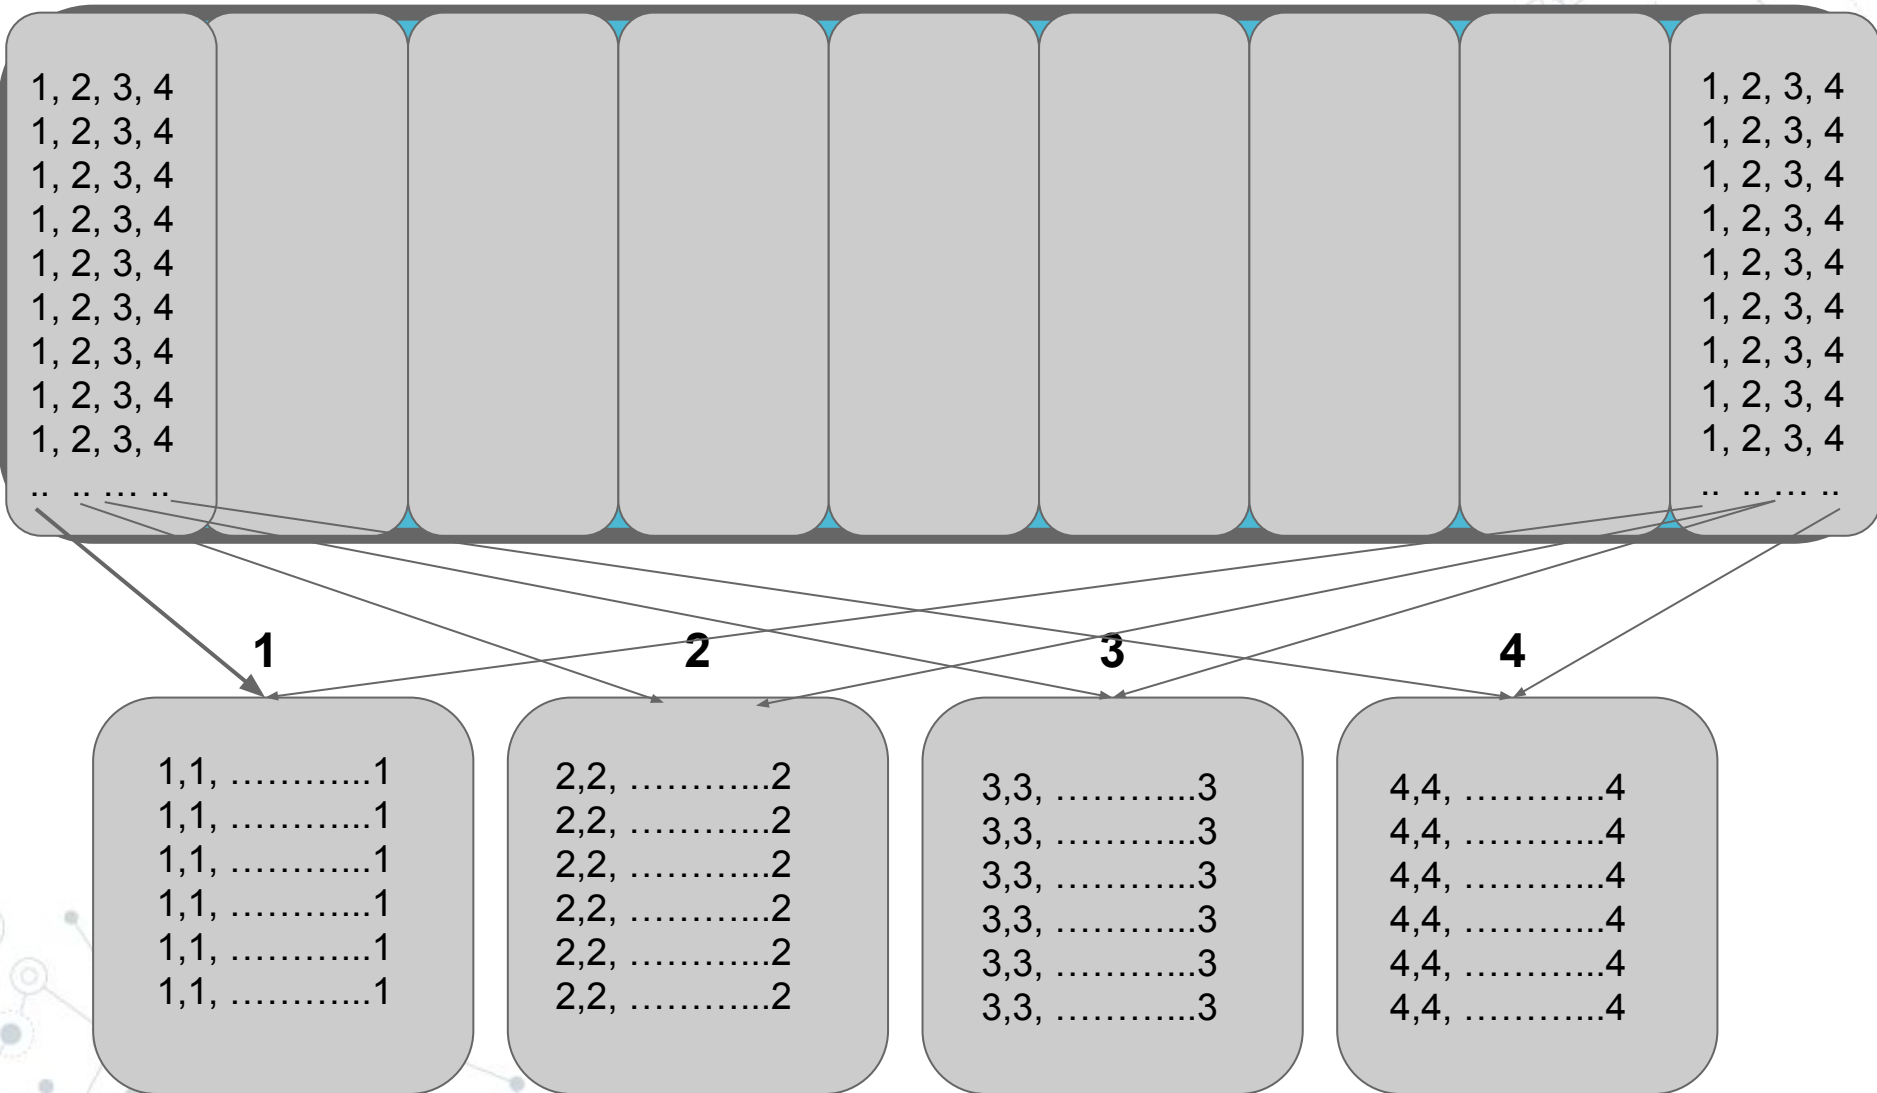 1, 2, 3, 4
1, 2, 3, 4
1, 2, 3, 4
1, 2, 3, 4
1, 2, 3, 4
1, 2, 3, 4
1, 2, 3, 4
1, 2, 3, 4
1, 2, 3, 4
.. .. ... ..
1, 2, 3, 4
1, 2, 3, 4
1, 2, 3, 4
1, 2, 3, 4
1, 2, 3, 4
1, 2, 3, 4
1, 2, 3, 4
1, 2, 3, 4
1, 2, 3, 4
.. .. ... ..
1
2
3
4
1,1, …………...1
1,1, …………...1
1,1, …………...1
1,1, …………...1
1,1, …………...1
1,1, …………...1
2,2, …………...2
2,2, …………...2
2,2, …………...2
2,2, …………...2
2,2, …………...2
2,2, …………...2
3,3, …………...3
3,3, …………...3
3,3, …………...3
3,3, …………...3
3,3, …………...3
3,3, …………...3
4,4, …………...4
4,4, …………...4
4,4, …………...4
4,4, …………...4
4,4, …………...4
4,4, …………...4